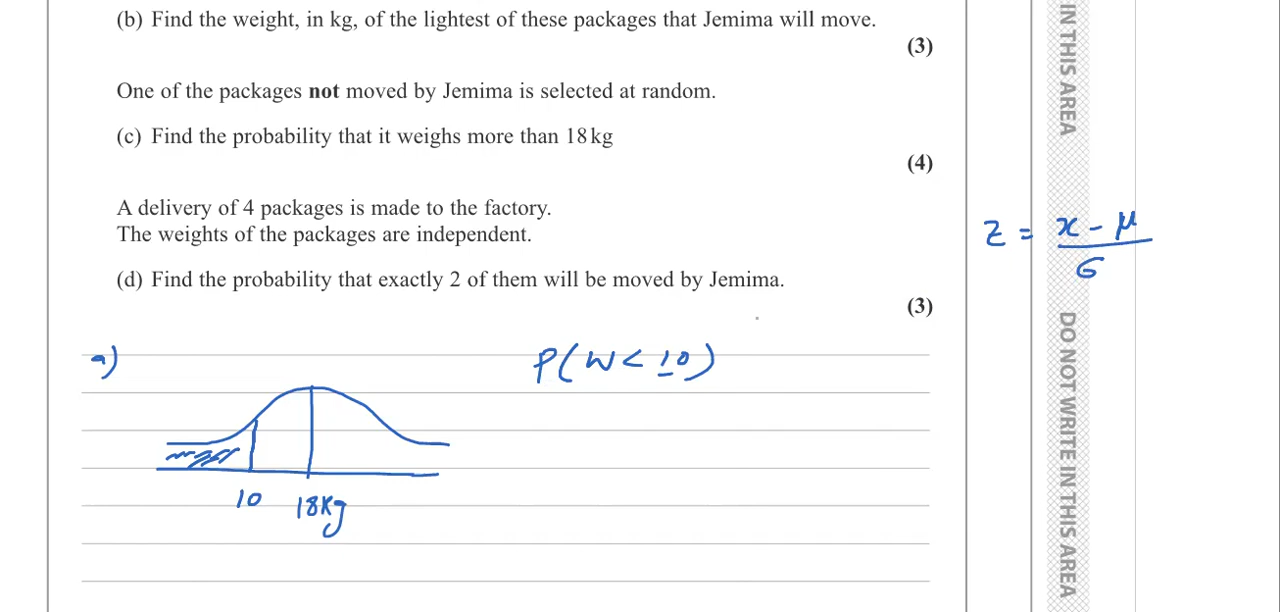 (b) Find the weight, in kg, of the lightest of these packages that Jemima will move.
(3)
One of the packages not moved by Jemima is selected at random.
(c) Find the probability that it weighs more than 18 kg
(4)
A delivery of 4 packages is made to the factory.
The weights of the packages are independent.
(d) Find the probability that exactly 2 of them will be moved by Jemima.
(3)
a)
P(W < 10)
10
18kg
z = x - μ
σ
IN THIS AREA
DO NOT WRITE IN THIS AREA